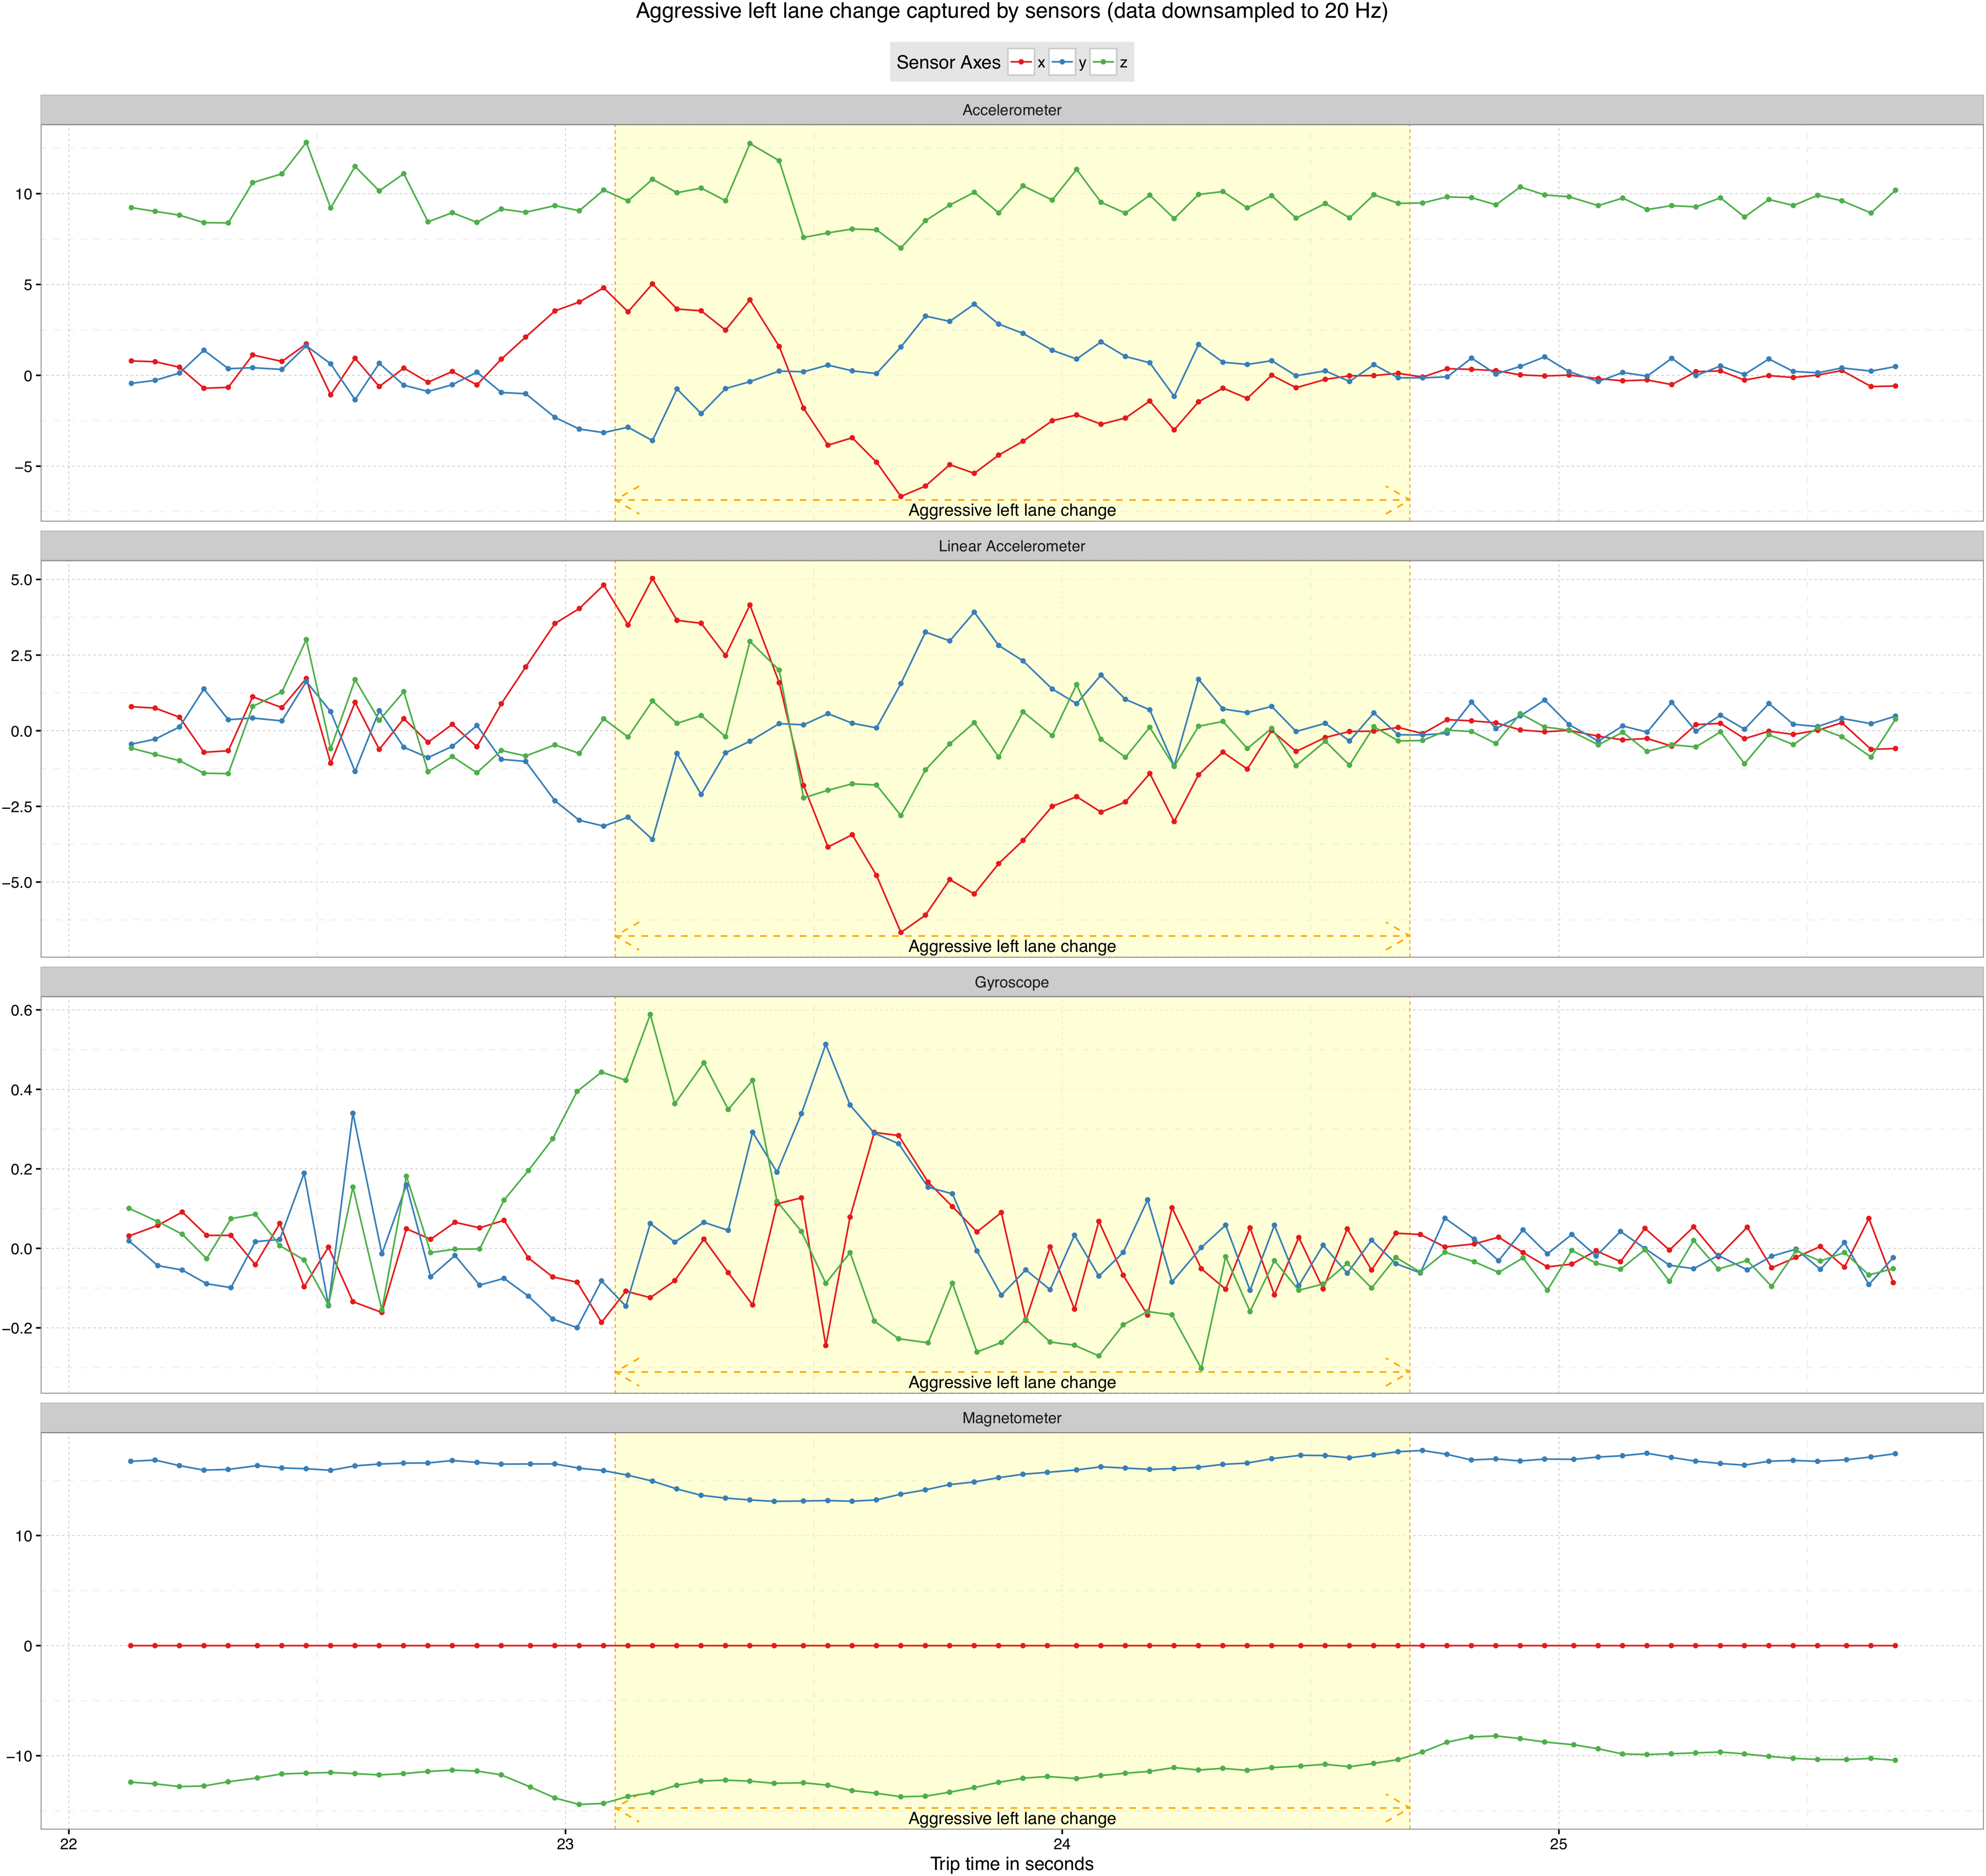 Aggressive left lane change captured by sensors (data downsampled to 20 Hz)
Sensor Axes x y z
Accelerometer
10
5
0
−5
Aggressive left lane change
Linear Accelerometer
5.0
2.5
0.0
−2.5
−5.0
Aggressive left lane change
Gyroscope
0.6
0.4
0.2
0.0
−0.2
Aggressive left lane change
Magnetometer
10
0
−10
Aggressive left lane change
22 23 24 25
Trip time in seconds